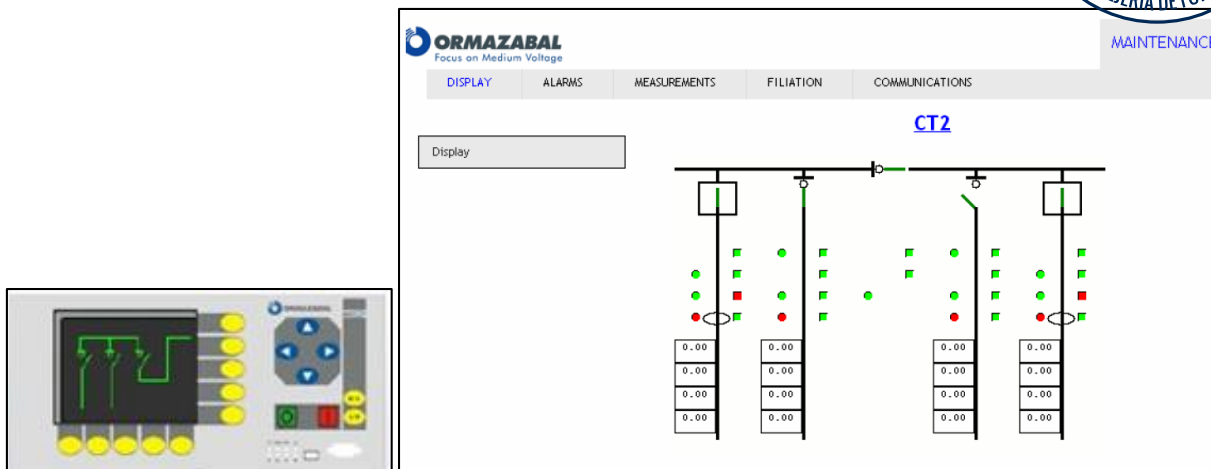 ORMAZABAL
Focus on Medium Voltage
MAINTENANCE
DISPLAY ALARMS MEASUREMENTS FILIATION COMMUNICATIONS
CT2
Display
0.00 0.00 0.00 0.00
0.00 0.00 0.00 0.00
0.00 0.00 0.00 0.00
0.00 0.00 0.00 0.00
ORMAZABAL